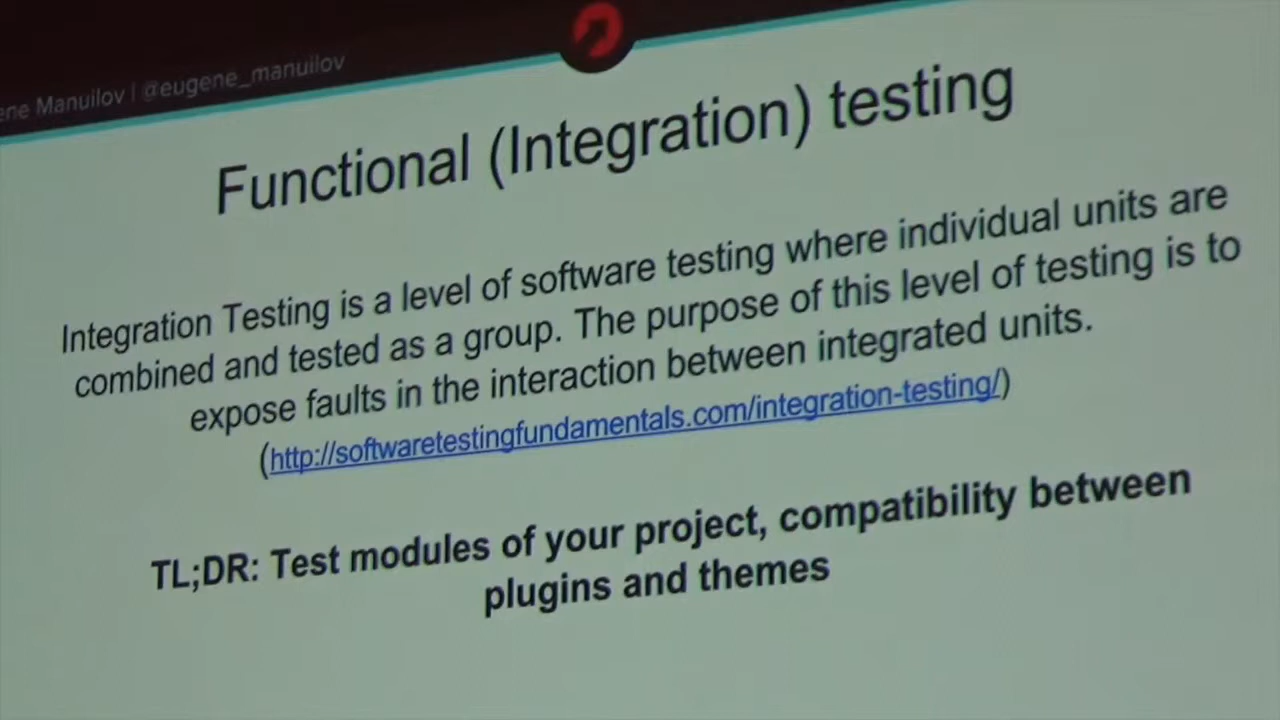 Manuilov | @eugene_manuilov
Functional (Integration) testing
Integration Testing is a level of software testing where individual units are
combined and tested as a group. The purpose of this level of testing is to
expose faults in the interaction between integrated units.
(http://softwaretestingfundamentals.com/integration-testing/)
TL;DR: Test modules of your project, compatibility between
plugins and themes